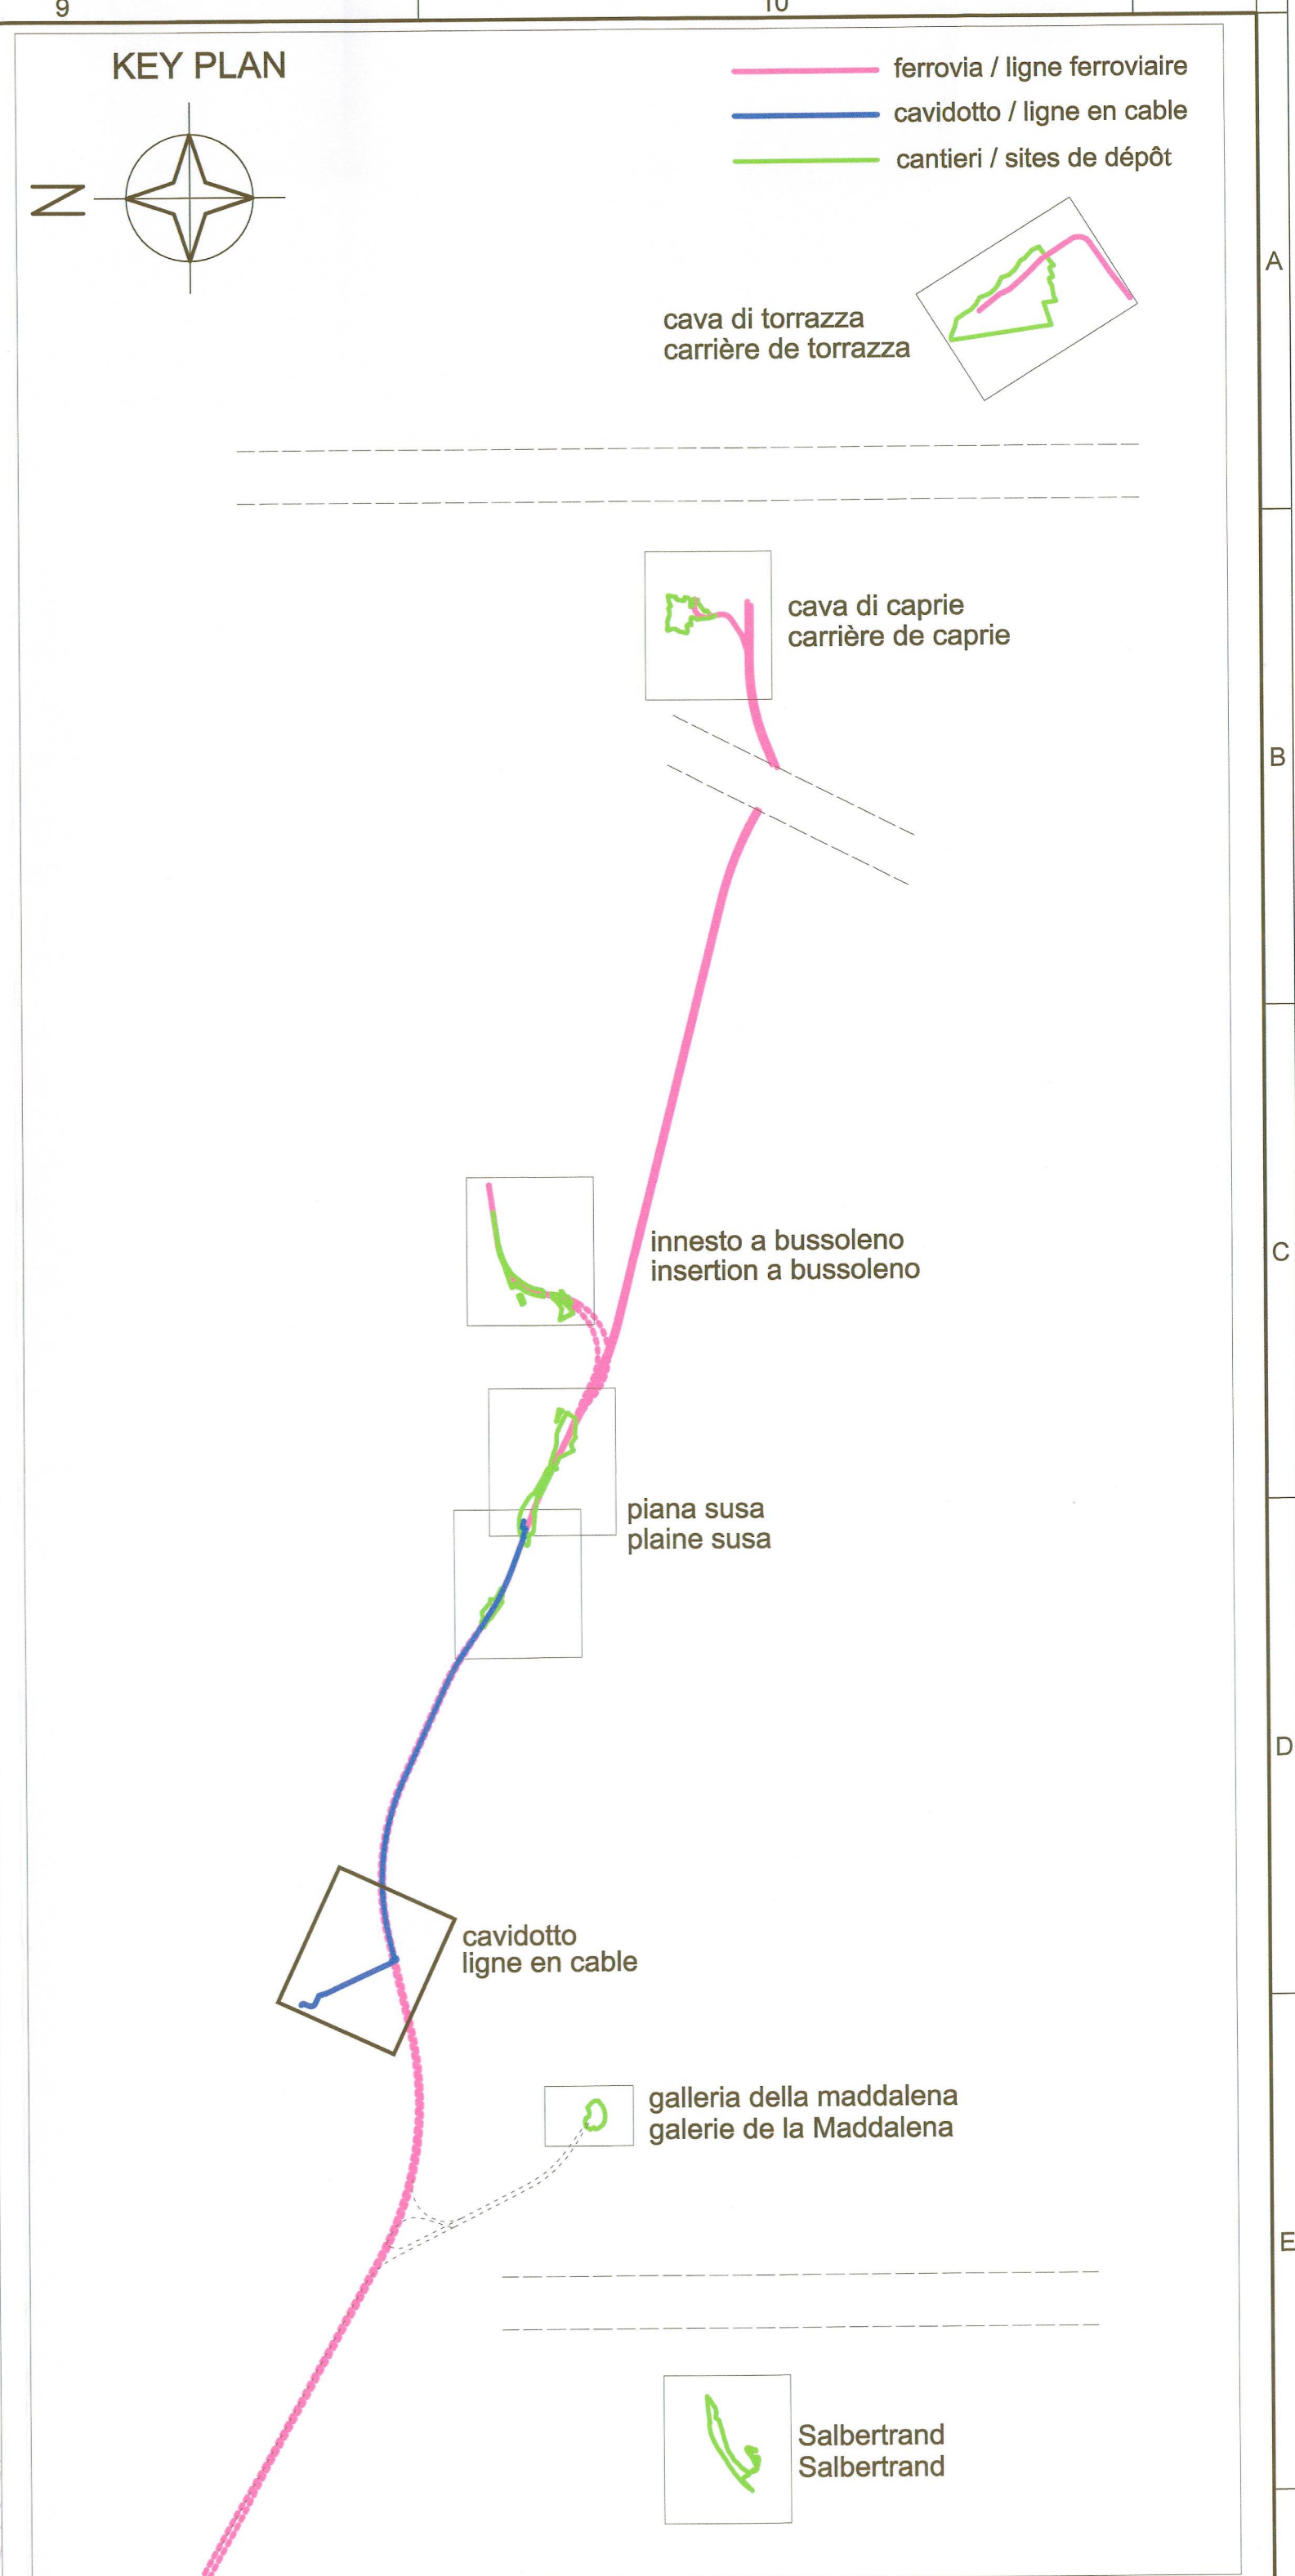 9
10
KEY PLAN
ferrovia / ligne ferroviaire
cavidotto / ligne en cable
cantieri / sites de dépôt
N
A
cava di torrazza
carrière de torrazza
cava di caprie
carrière de caprie
B
innesto a bussoleno
insertion a bussoleno
C
piana susa
plaine susa
D
cavidotto
ligne en cable
galleria della maddalena
galerie de la Maddalena
E
Salbertrand
Salbertrand